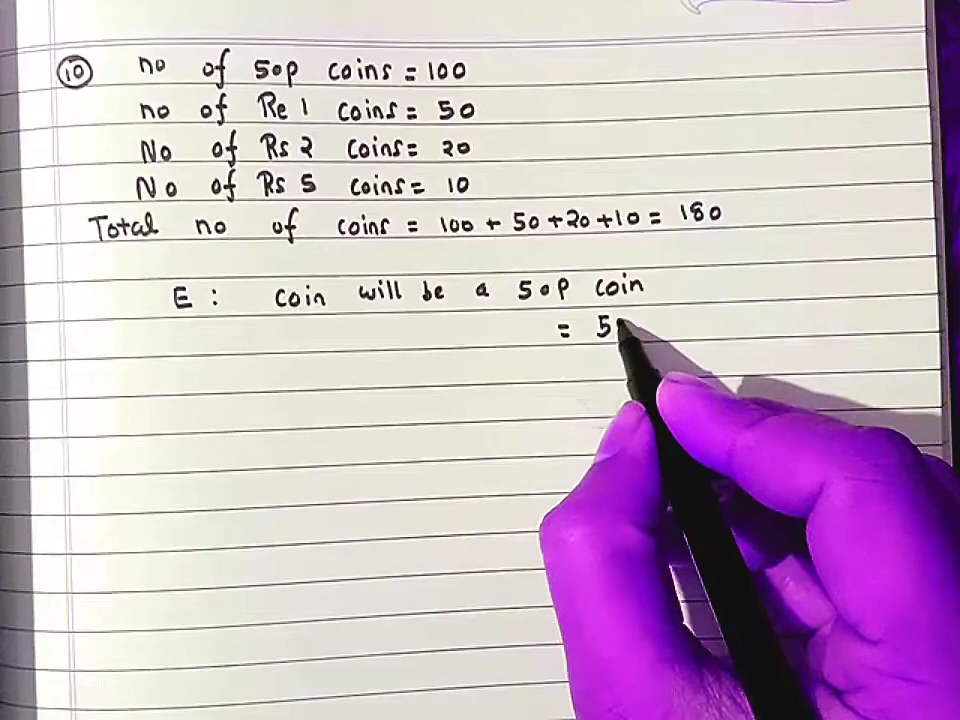 10 no of 50p coins = 100
no of Re 1 coins = 50
No of Rs 2 coins = 20
No of Rs 5 coins = 10
Total no of coins = 100 + 50 + 20 + 10 = 180
E : coin will be a 50p coin
= 5